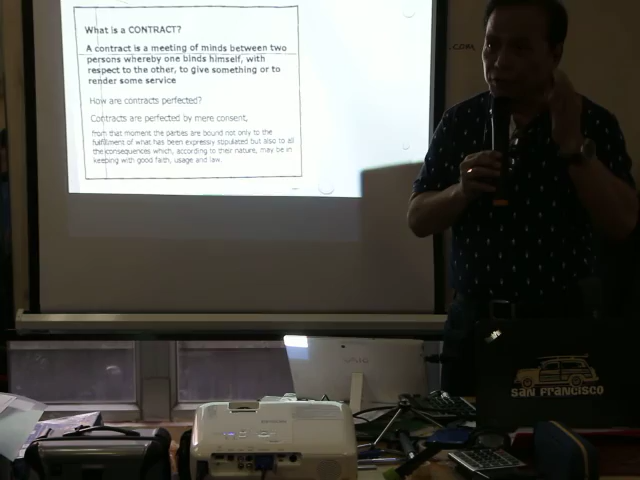 What is a CONTRACT?
A contract is a meeting of minds between two
persons whereby one binds himself, with
respect to the other, to give something or to
render some service
How are contracts perfected?
Contracts are perfected by mere consent,
from that moment the parties are bound not only to the
fulfillment of what has been expressly stipulated but also to all
the consequences which, according to their nature, may be in
keeping with good faith, usage and law.
.com
VAIO
SAN FRANCISCO